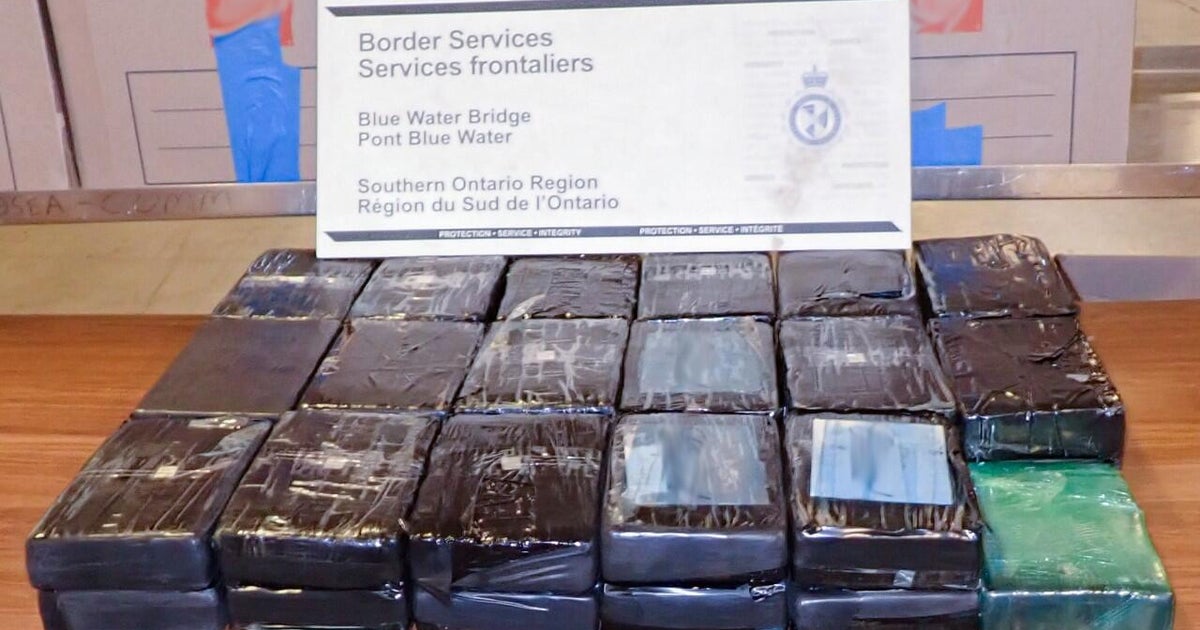 Border Services
Services frontaliers
Blue Water Bridge
Pont Blue Water
Southern Ontario Region
Région du Sud de l'Ontario
PROTECTION • SERVICE • INTEGRITY PROTECTION • SERVICE • INTÉGRITÉ